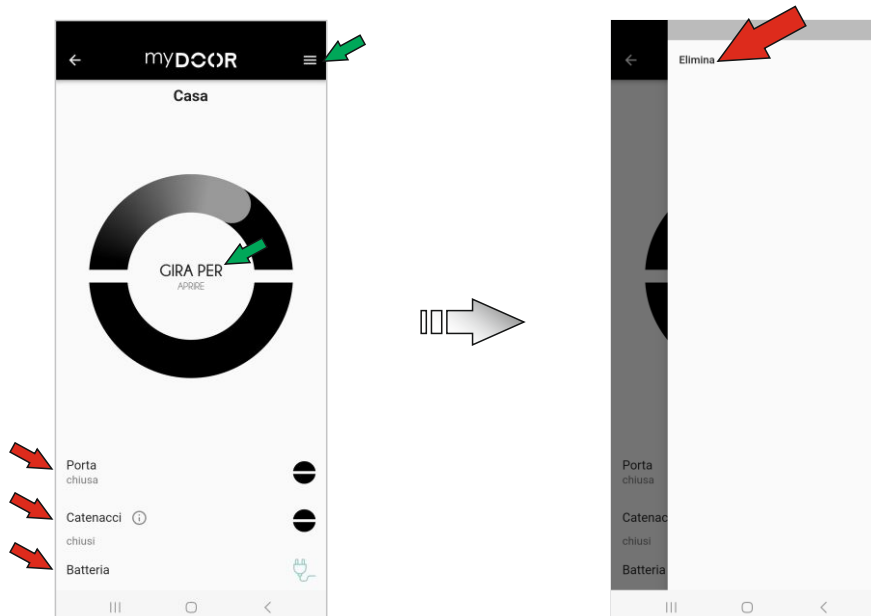 myDOOR
Casa
GIRA PER
APRIRE
Porta
chiusa
Catenacci
chiusi
Batteria
Elimina
Porta
chiusa
Catenac
chiusi
Batteria